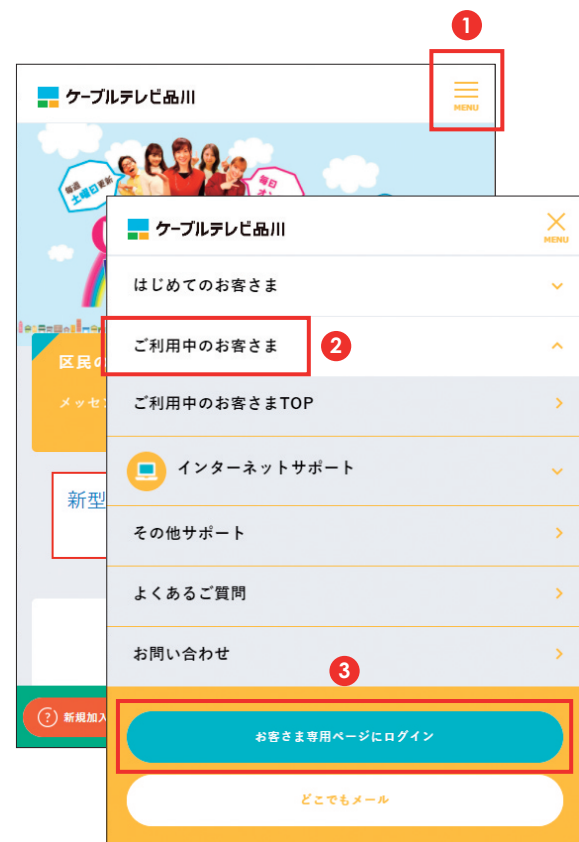 1
ケーブルテレビ品川
MENU
毎週
土曜日更新
毎日
ケーブルテレビ品川
MENU
はじめてのお客さま
ご利用中のお客さま
2
区民の
ご利用中のお客さまTOP
メッセ
インターネットサポート
新型
その他サポート
よくあるご質問
お問い合わせ
3
? 新規加入
お客さま専用ページにログイン
どこでもメール